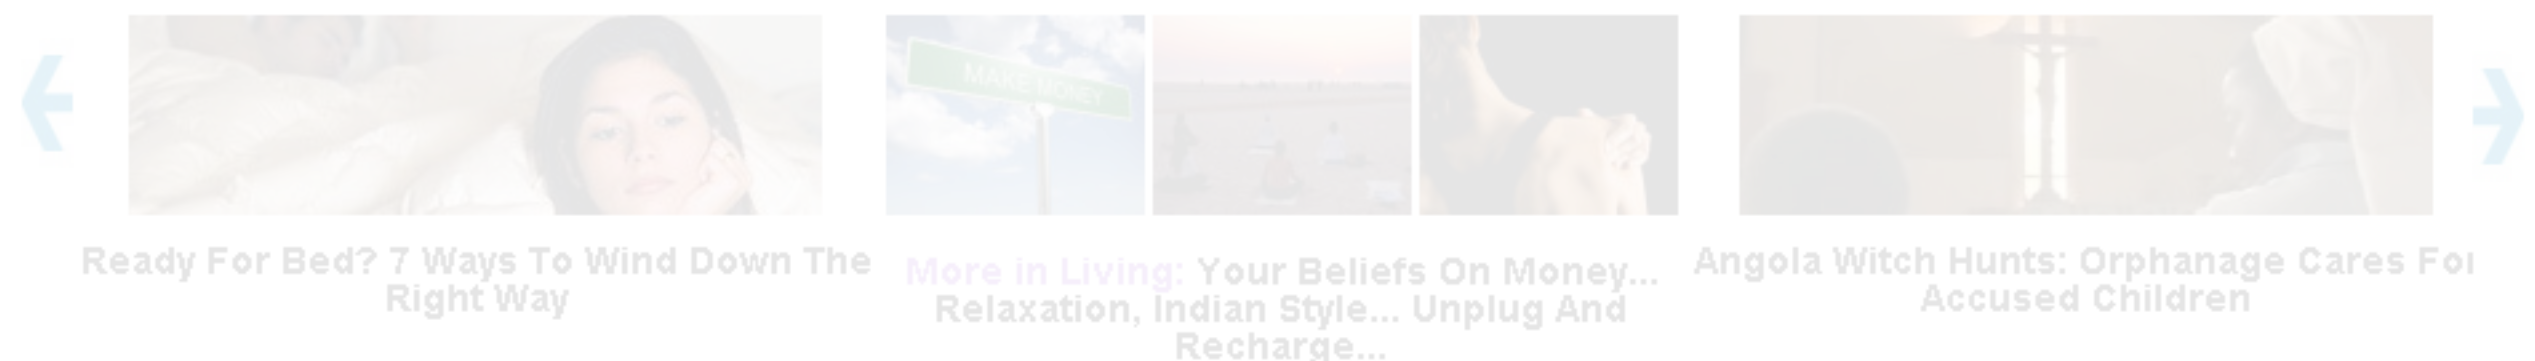 MAKE MONEY
Ready For Bed? 7 Ways To Wind Down The
Right Way
More in Living: Your Beliefs On Money...
Relaxation, Indian Style... Unplug And
Recharge...
Angola Witch Hunts: Orphanage Cares For
Accused Children